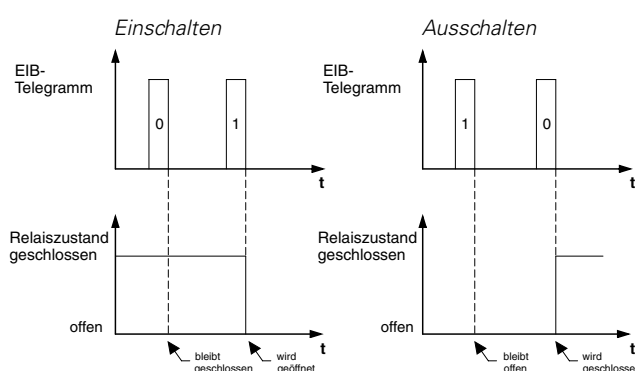 Einschalten
EIB-
Telegramm
0
1
t
Relaiszustand
geschlossen
offen
t
bleibt
geschlossen
wird
geöffnet
Ausschalten
EIB-
Telegramm
1
0
t
Relaiszustand
geschlossen
offen
t
bleibt
offen
wird